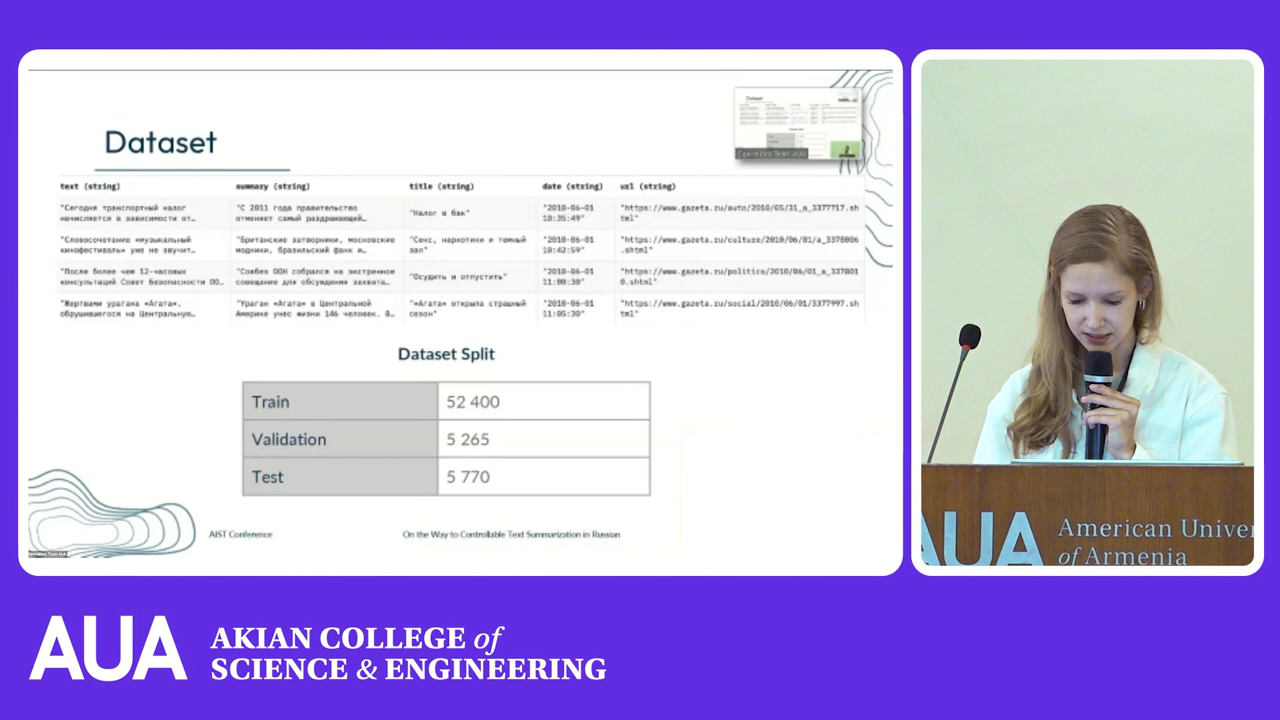 Dataset
text (string) summary (string) title (string) date (string) url (string)
"Сегодня транспортный налог
начисляется в зависимости от…
"С 2011 года правительство
отменяет самый раздражающий…
"Налог в бак"
"2010-06-01
10:35:49"
"https://www.gazeta.ru/auto/2010/05/31_a_3377717.sh
tml"
"Словосочетание «музыкальный
кинофестиваль» уже не звучит…
"Британские затворники, московские
модники, бразильский фанк и…
"Секс, наркотики и темный
зал"
"2010-06-01
10:42:59"
"https://www.gazeta.ru/culture/2010/06/01/a_3378006
.shtml"
"После более чем 12-часовых
консультаций Совет Безопасности ОО…
"Совбез ООН собрался на экстренное
совещание для обсуждения захвата…
"Осудить и отпустить"
"2010-06-01
11:00:30"
"https://www.gazeta.ru/politics/2010/06/01_a_337801
0.shtml"
"Жертвами урагана «Агата»,
обрушившегося на Центральную…
"Ураган «Агата» в Центральной
Америке унес жизни 146 человек. В…
"«Агата» открыла страшный
сезон"
"2010-06-01
11:05:30"
"https://www.gazeta.ru/social/2010/06/01/3377997.sh
tml"
Dataset Split
Train 52 400
Validation 5 265
Test 5 770
AIST Conference
On the Way to Controllable Text Summarization in Russian
AUA
American Univer
of Armenia
AUA
AKIAN COLLEGE of
SCIENCE & ENGINEERING